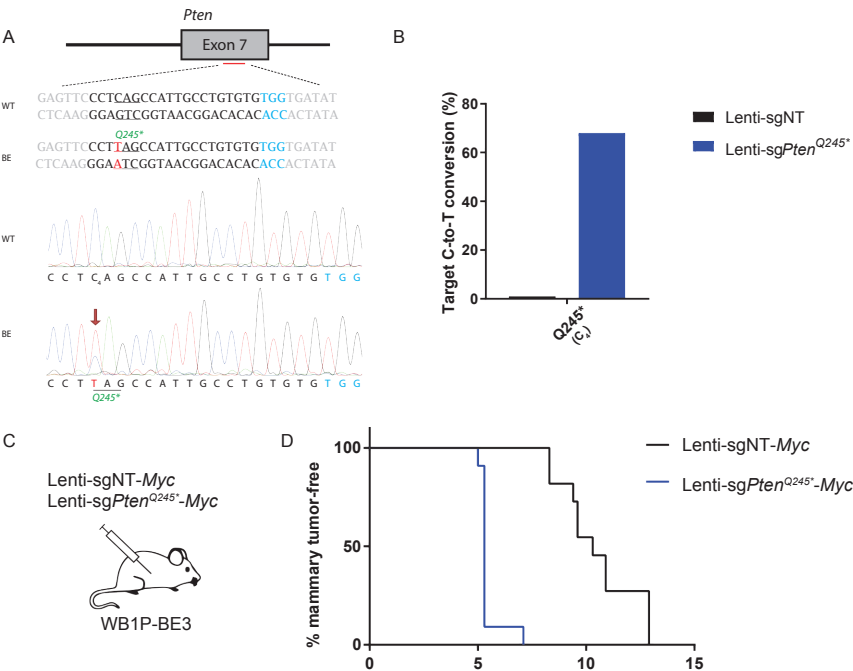 A
Pten
Exon 7
WT
GAGTTCCCTCAGCCATTGCCTGTGTGTGGTGATAT
CTCAAGGGAGTCGGTAACGGACACACACCACTATA
Q245*
BE
GAGTTCCCTTAGCCATTGCCTGTGTGTGGTGATAT
CTCAAGGGAATCGGTAACGGACACACACCACTATA
WT
C C T C4 A G C C A T T G C C T G T G T G T G G
BE
C C T T A G C C A T T G C C T G T G T G T G G
Q245*
B
Target C-to-T conversion (%)
80
60
40
20
0
Q245*
(C4)
Lenti-sgNT
Lenti-sgPtenQ245*
C
Lenti-sgNT-Myc
Lenti-sgPtenQ245*-Myc
WB1P-BE3
D
% mammary tumor-free
100
50
0
0 5 10 15
Lenti-sgNT-Myc
Lenti-sgPtenQ245*-Myc